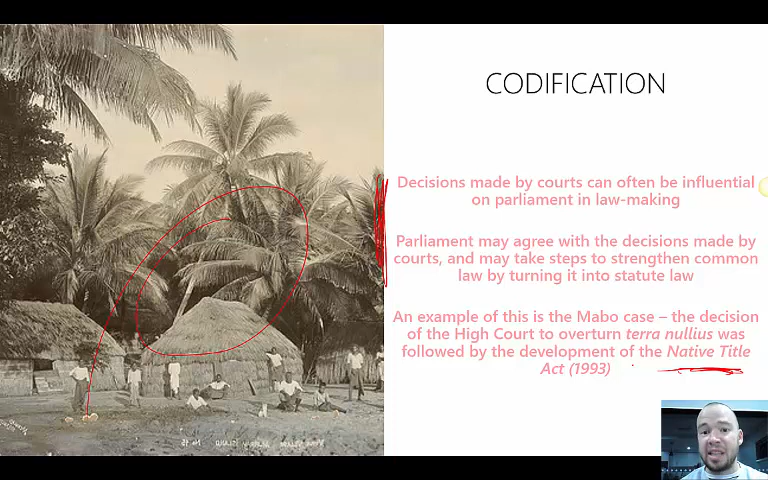 CODIFICATION
Decisions made by courts can often be influential
on parliament in law-making
Parliament may agree with the decisions made by
courts, and may take steps to strengthen common
law by turning it into statute law
An example of this is the Mabo case – the decision
of the High Court to overturn terra nullius was
followed by the development of the Native Title
Act (1993)